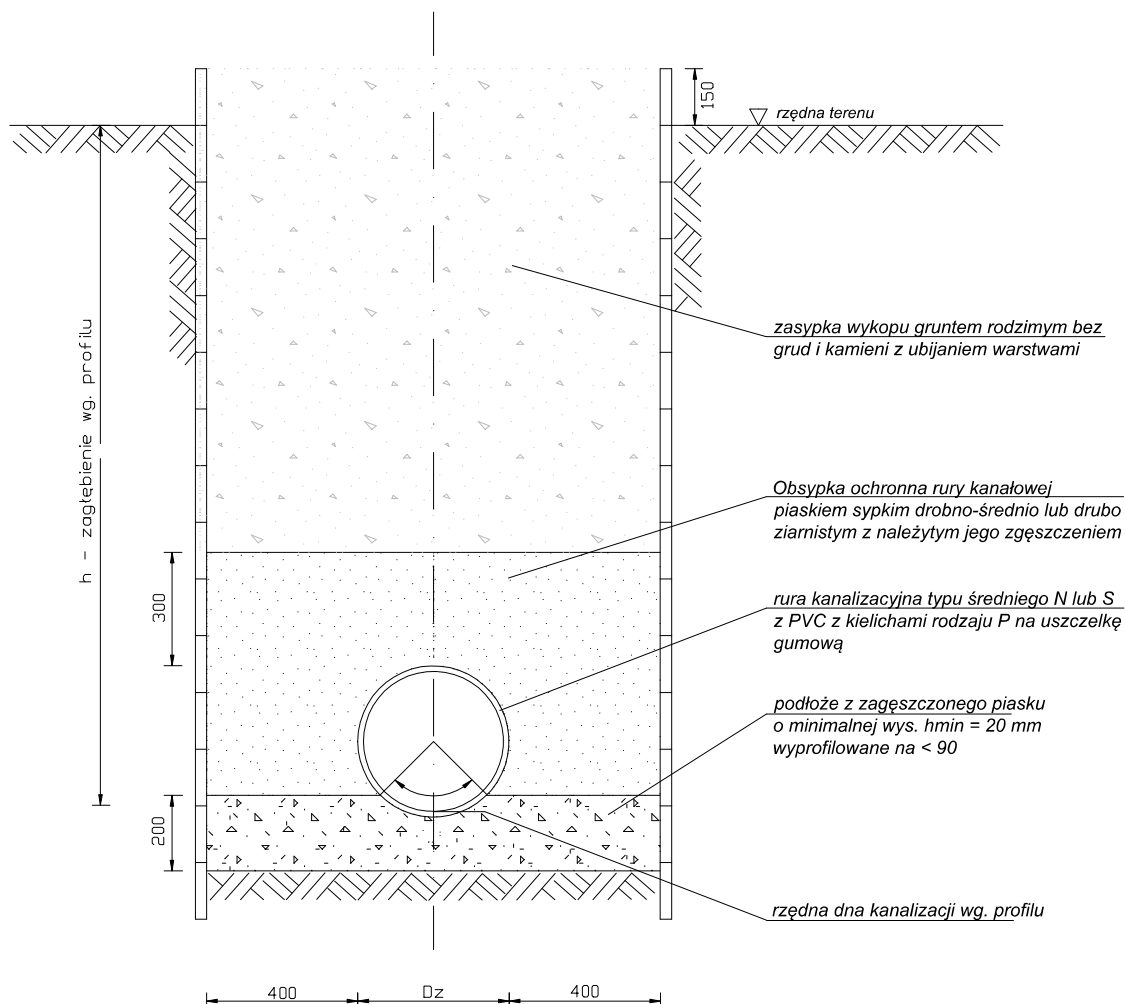 150
rzędna terenu
h - zagłębienie wg. profilu
zasypka wykopu gruntem rodzimym bez
grud i kamieni z ubijaniem warstwami
Obsypka ochronna rury kanałowej
piaskiem sypkim drobno-średnio lub drubo
ziarnistym z należytym jego zgęszczeniem
300
rura kanalizacyjna typu średniego N lub S
z PVC z kielichami rodzaju P na uszczelkę
gumową
podłoże z zagęszczonego piasku
o minimalnej wys. hmin = 20 mm
wyprofilowane na < 90
200
rzędna dna kanalizacji wg. profilu
400 Dz 400